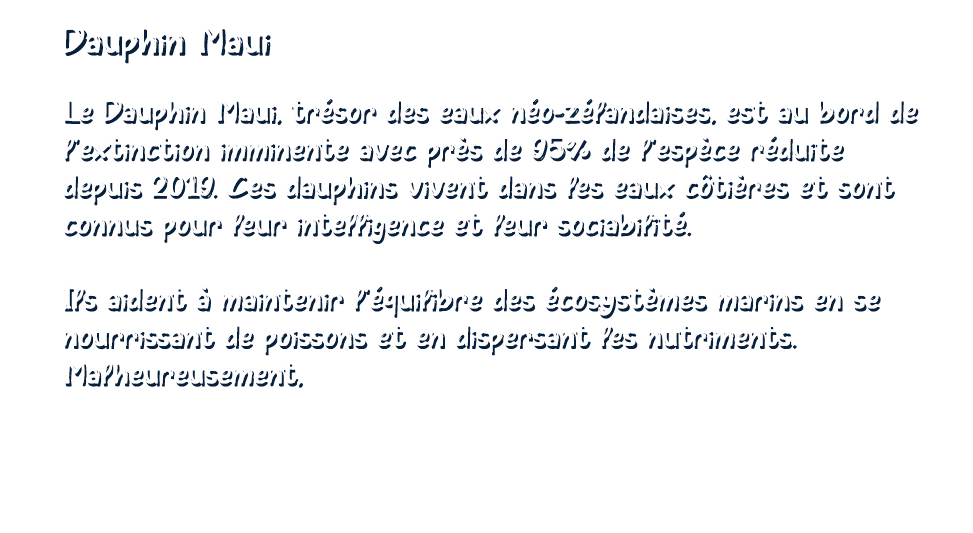 Dauphin Maui
Le Dauphin Maui, trésor des eaux néo-zélandaises, est au bord de
l'extinction imminente avec près de 95% de l'espèce réduite
depuis 2019. Ces dauphins vivent dans les eaux côtières et sont
connus pour leur intelligence et leur sociabilité.
Ils aident à maintenir l'équilibre des écosystèmes marins en se
nourrissant de poissons et en dispersant les nutriments.
Malheureusement,